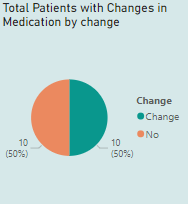 Total Patients with Changes in
Medication by change
Change
Change
No
10
(50%)
10
(50%)